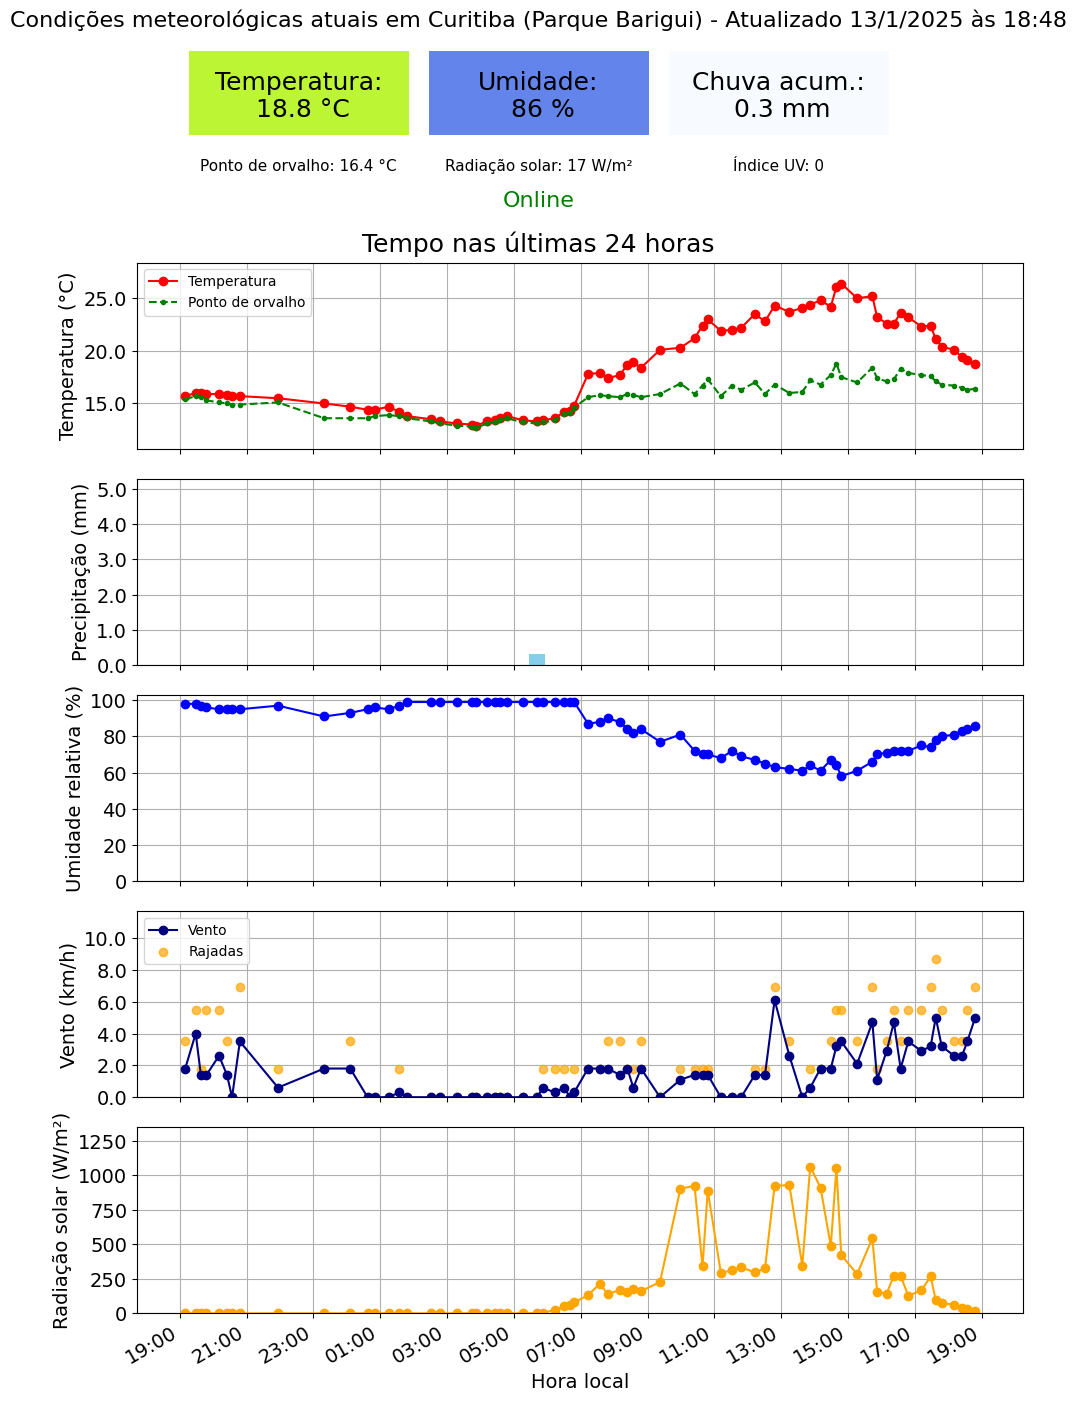 Condições meteorológicas atuais em Curitiba (Parque Barigui) - Atualizado 13/1/2025 às 18:48
Temperatura:
18.8 °C
Umidade:
86 %
Chuva acum.:
0.3 mm
Ponto de orvalho: 16.4 °C
Radiação solar: 17 W/m²
Índice UV: 0
Online
Tempo nas últimas 24 horas
Temperatura (°C)
25.0
20.0
15.0
Temperatura
Ponto de orvalho
Precipitação (mm)
5.0
4.0
3.0
2.0
1.0
0.0
Umidade relativa (%)
100
80
60
40
20
0
Vento (km/h)
10.0
8.0
6.0
4.0
2.0
0.0
Vento
Rajadas
Radiação solar (W/m²)
1250
1000
750
500
250
0
19:00 21:00 23:00 01:00 03:00 05:00 07:00 09:00 11:00 13:00 15:00 17:00 19:00
Hora local